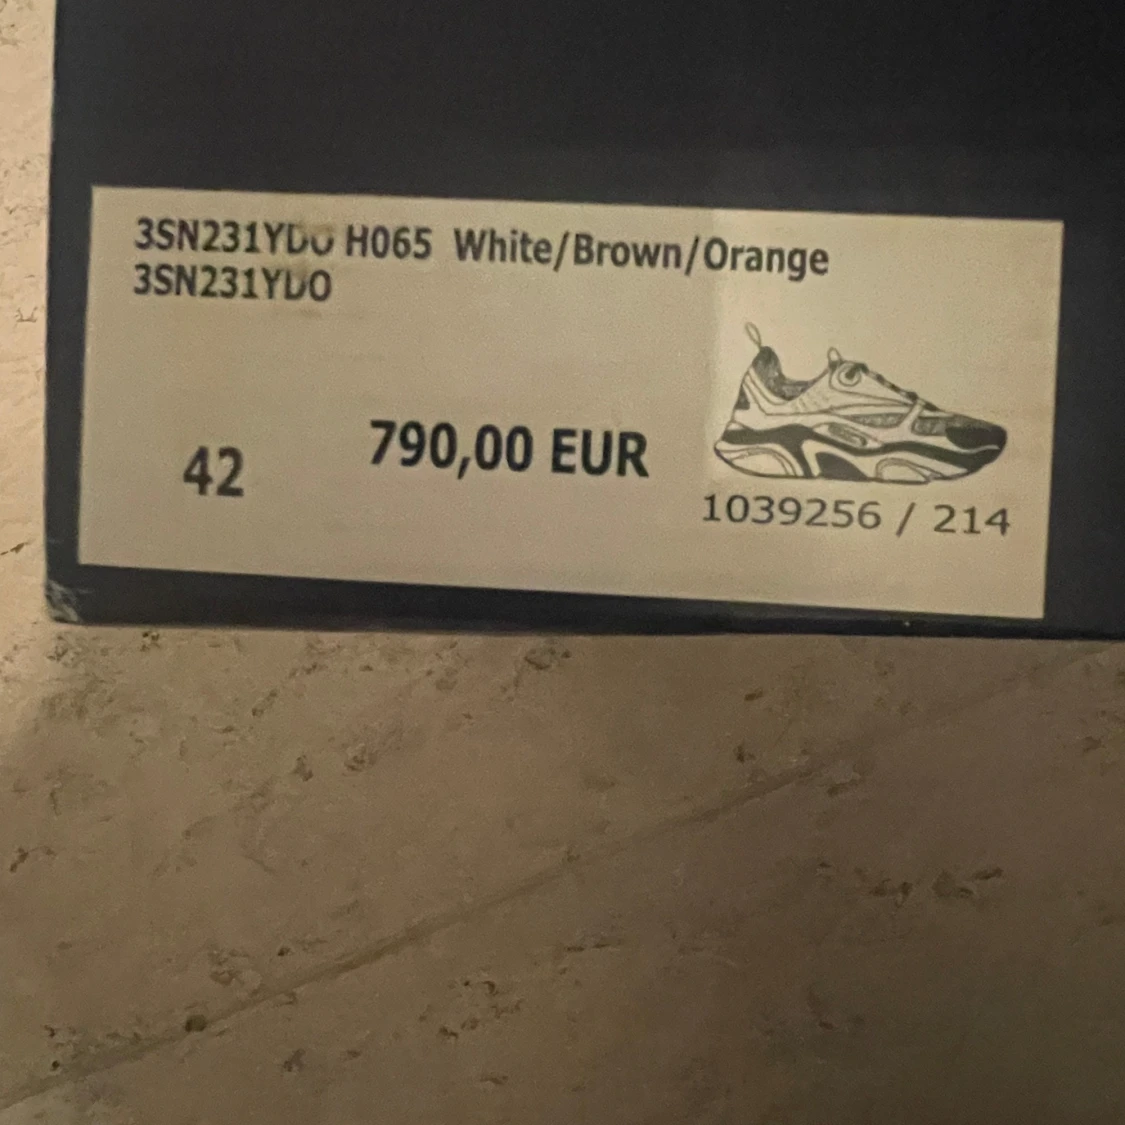 3SN231YDO H065 White/Brown/Orange
3SN231YDO
42
790,00 EUR
1039256 / 214